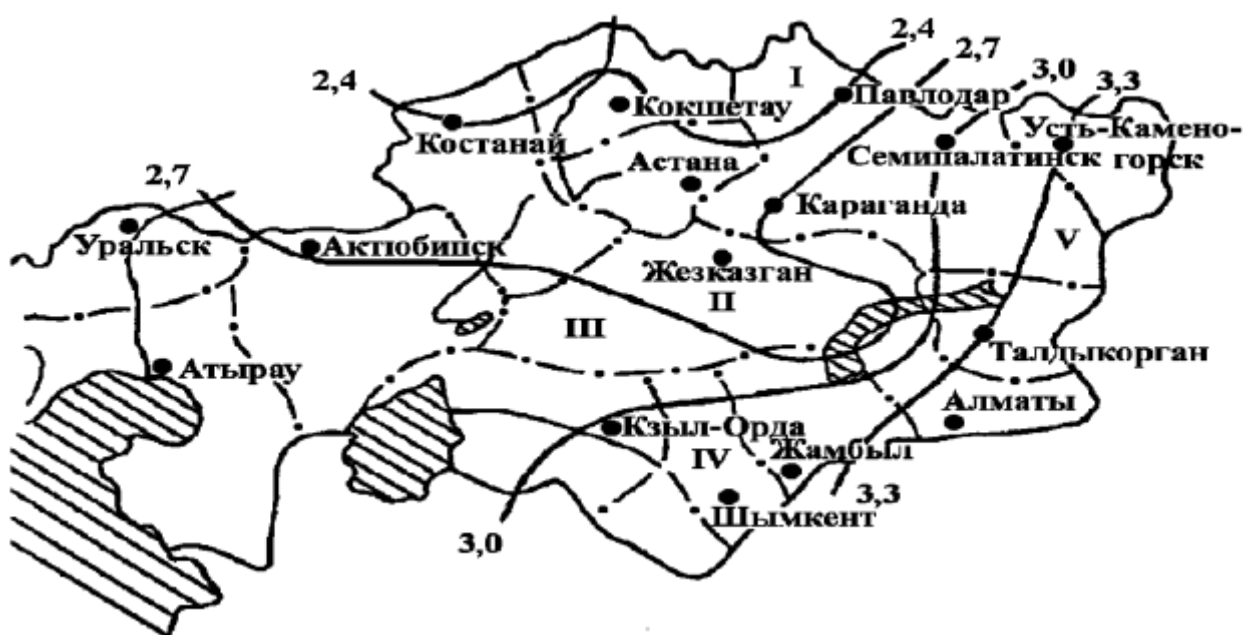 2,4
2,7
3,0
3,3
2,4
I
Павлодар
Кокшетау
Костанай
Усть-Камено-
горск
Семипалатинск
Астана
2,7
Караганда
Уральск
Актюбинск
V
Жезказган
II
III
Талдыкорган
Атырау
Алматы
Кзыл-Орда
Жамбыл
IV
3,3
Шымкент
3,0